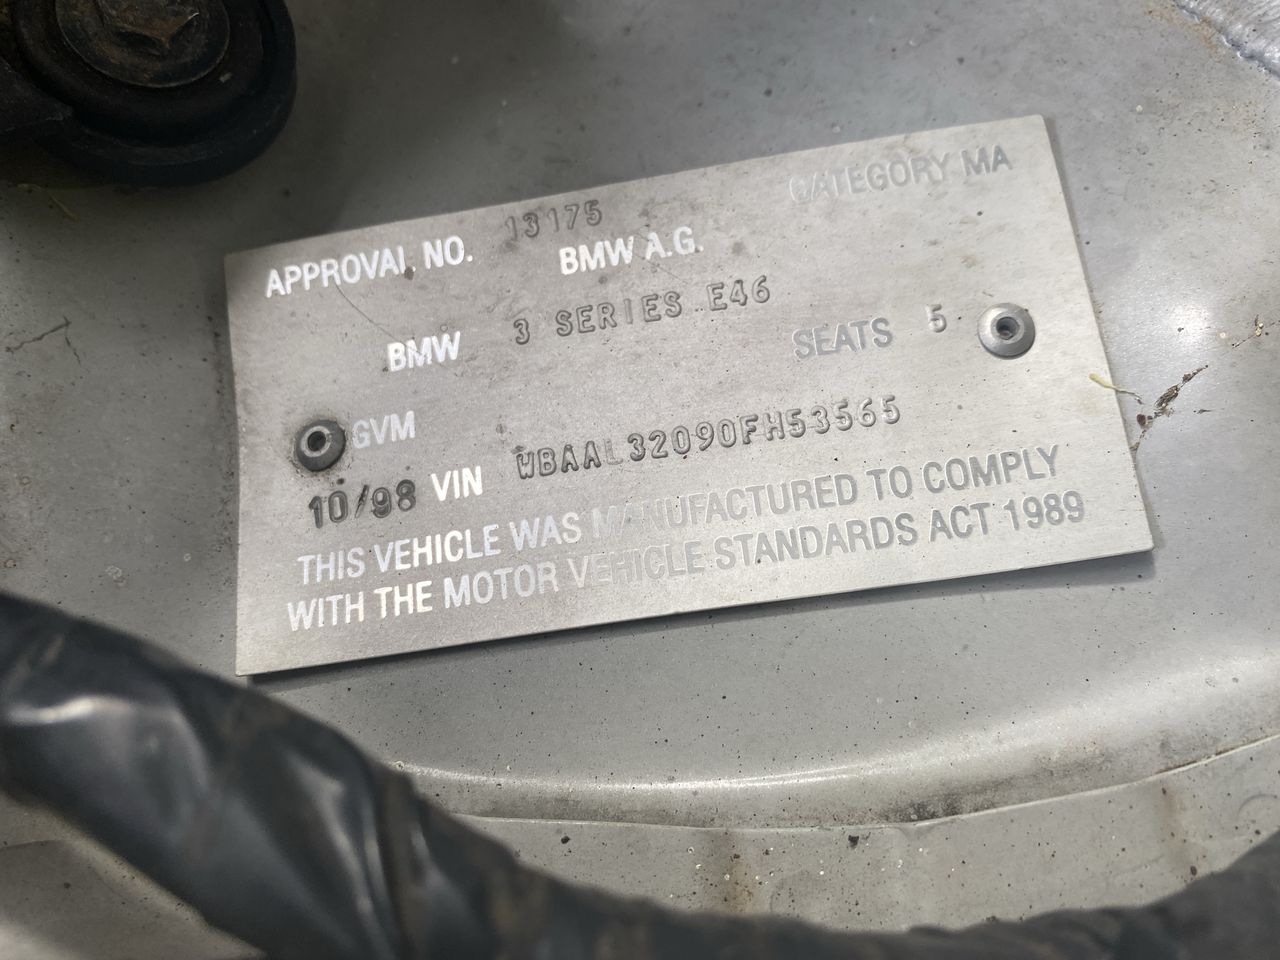 APPROVAL NO. 13175 CATEGORY MA
BMW A.G.
BMW 3 SERIES E46
SEATS 5
GVM
10/98 VIN WBAAL32090FH53565
THIS VEHICLE WAS MANUFACTURED TO COMPLY
WITH THE MOTOR VEHICLE STANDARDS ACT 1989